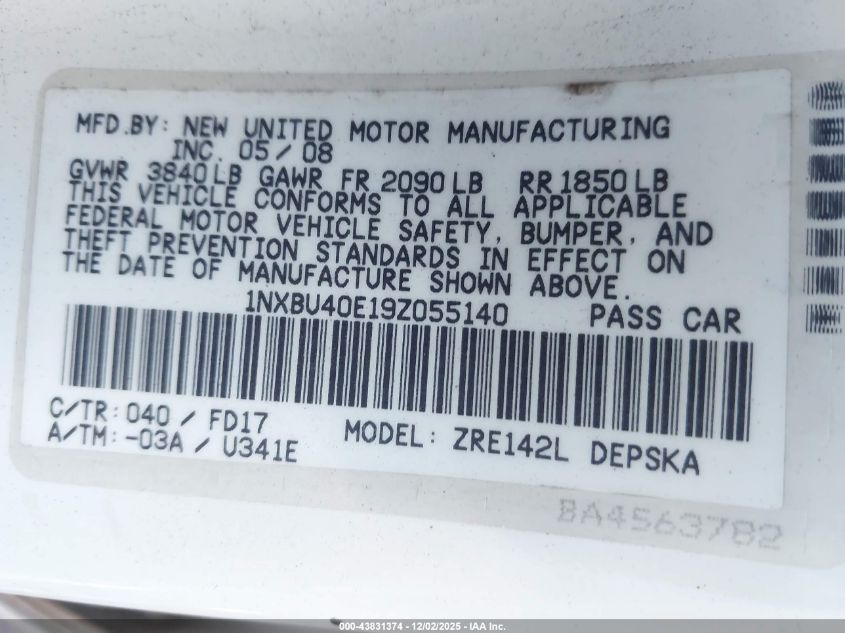 MFD.BY: NEW UNITED MOTOR MANUFACTURING
INC. 05/08
GVWR 3840LB GAWR FR 2090LB RR1850LB
THIS VEHICLE CONFORMS TO ALL APPLICABLE
FEDERAL MOTOR VEHICLE SAFETY, BUMPER, AND
THEFT PREVENTION STANDARDS IN EFFECT ON
THE DATE OF MANUFACTURE SHOWN ABOVE.
1NXBU40E19Z055140 PASS CAR
C/TR: 040 / FD17
A/TM: -03A / U341E
MODEL: ZRE142L DEPSKA
BA4563782
000-43831374 - 12/02/2025 - IAA Inc.